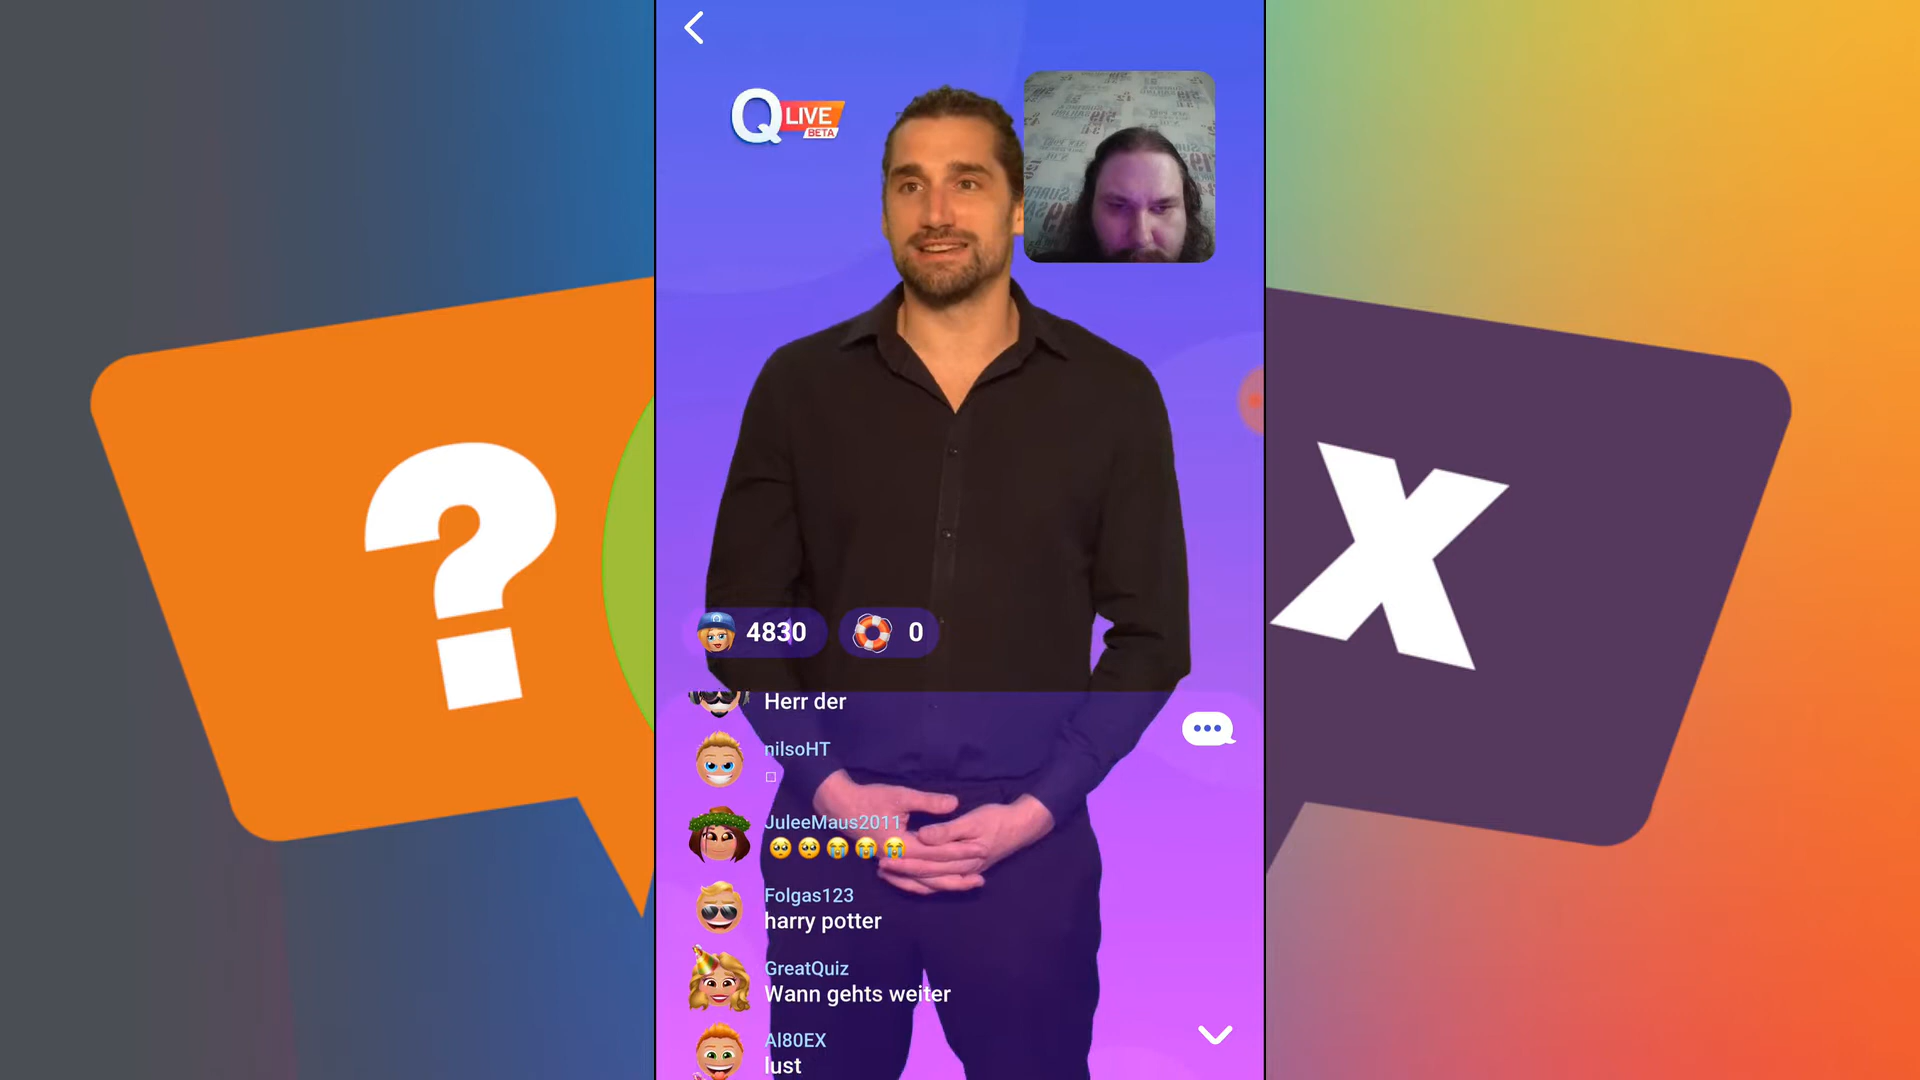 Q LIVE
BETA
?
X
4830
0
Herr der
nilsoHT
JuleeMaus2011
🥺🥺😭😭😭
Folgas123
harry potter
GreatQuiz
Wann gehts weiter
Al80EX
lust